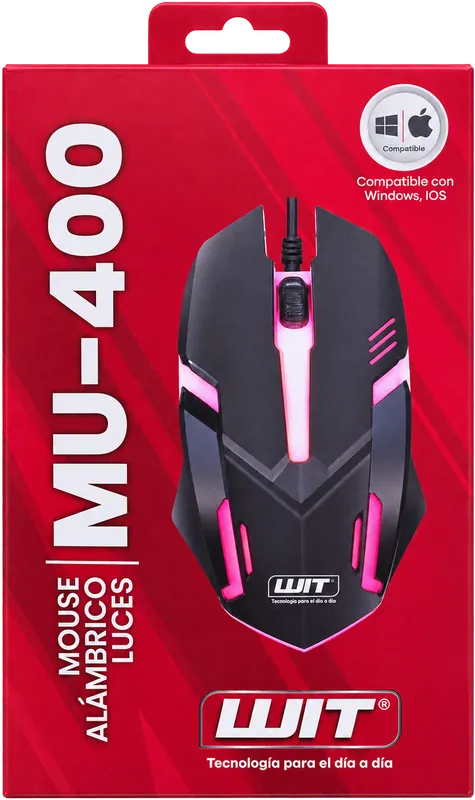 Compatible
Compatible con
Windows, IOS
MU-400
MOUSE
ALÁMBRICO
LUCES
WIT
Tecnología para el día a día
WIT®
Tecnología para el día a día